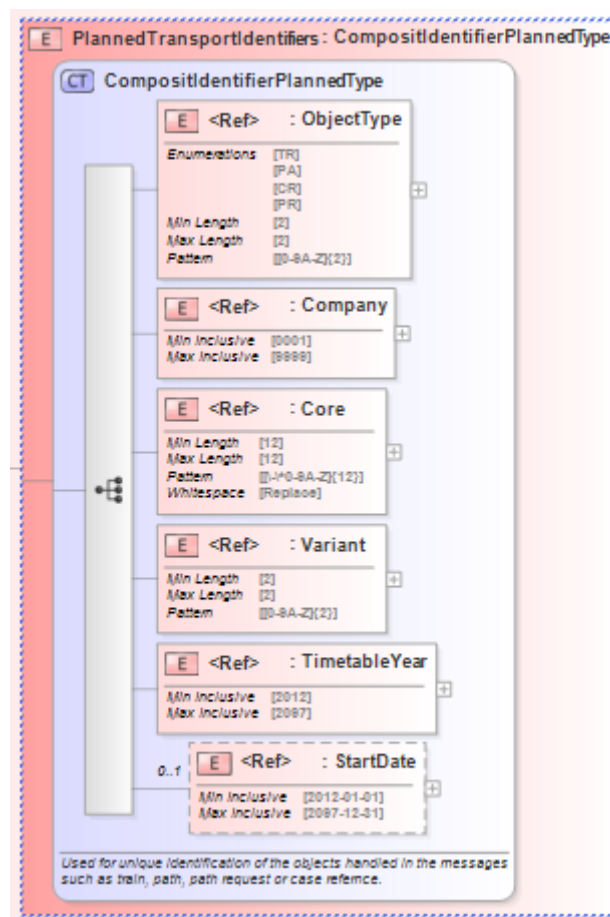 E PlannedTransportIdentifiers : CompositIdentifierPlannedType
CT CompositIdentifierPlannedType
E <Ref> : ObjectType
Enumerations [TR]
[PA]
[CR]
[PR]
Min Length [2]
Max Length [2]
Pattern [[0-9A-Z]{2}]
E <Ref> : Company
Min Inclusive [0001]
Max Inclusive [9999]
E <Ref> : Core
Min Length [12]
Max Length [12]
Pattern [[\-\*0-9A-Z]{12}]
Whitespace [Replace]
E <Ref> : Variant
Min Length [2]
Max Length [2]
Pattern [[0-9A-Z]{2}]
E <Ref> : TimetableYear
Min Inclusive [2012]
Max Inclusive [2097]
0..1 E <Ref> : StartDate
Min Inclusive [2012-01-01]
Max Inclusive [2097-12-31]
Used for unique identification of the objects handled in the messages
such as train, path, path request or case refernce.